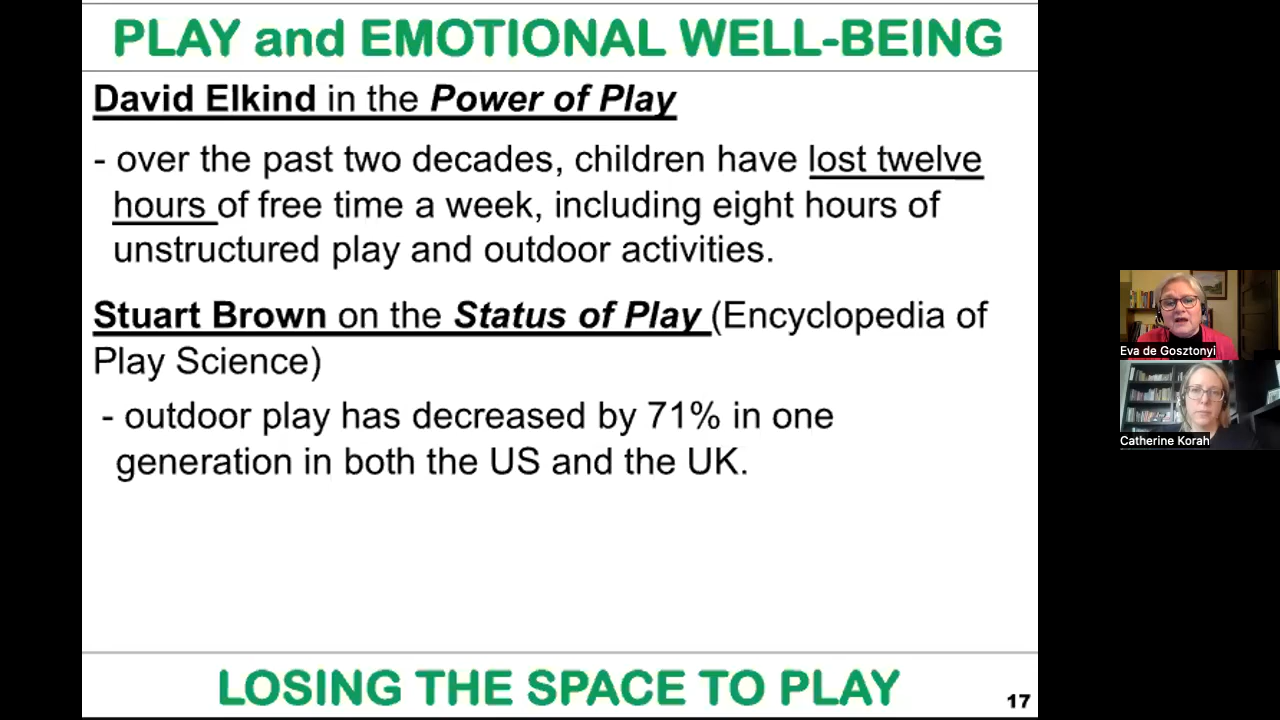 PLAY and EMOTIONAL WELL-BEING
David Elkind in the Power of Play
- over the past two decades, children have lost twelve
hours of free time a week, including eight hours of
unstructured play and outdoor activities.
Stuart Brown on the Status of Play (Encyclopedia of
Play Science)
- outdoor play has decreased by 71% in one
generation in both the US and the UK.
LOSING THE SPACE TO PLAY
17
Eva de Gosztonyi
Catherine Korah